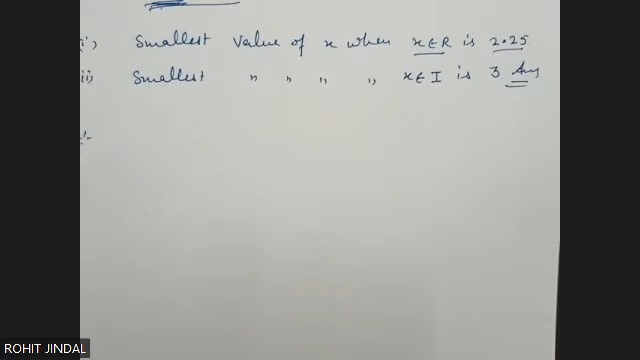 (i) Smallest value of x when x∈R is 2.25
ii) Smallest " " " " x∈I is 3 Ans
ROHIT JINDAL